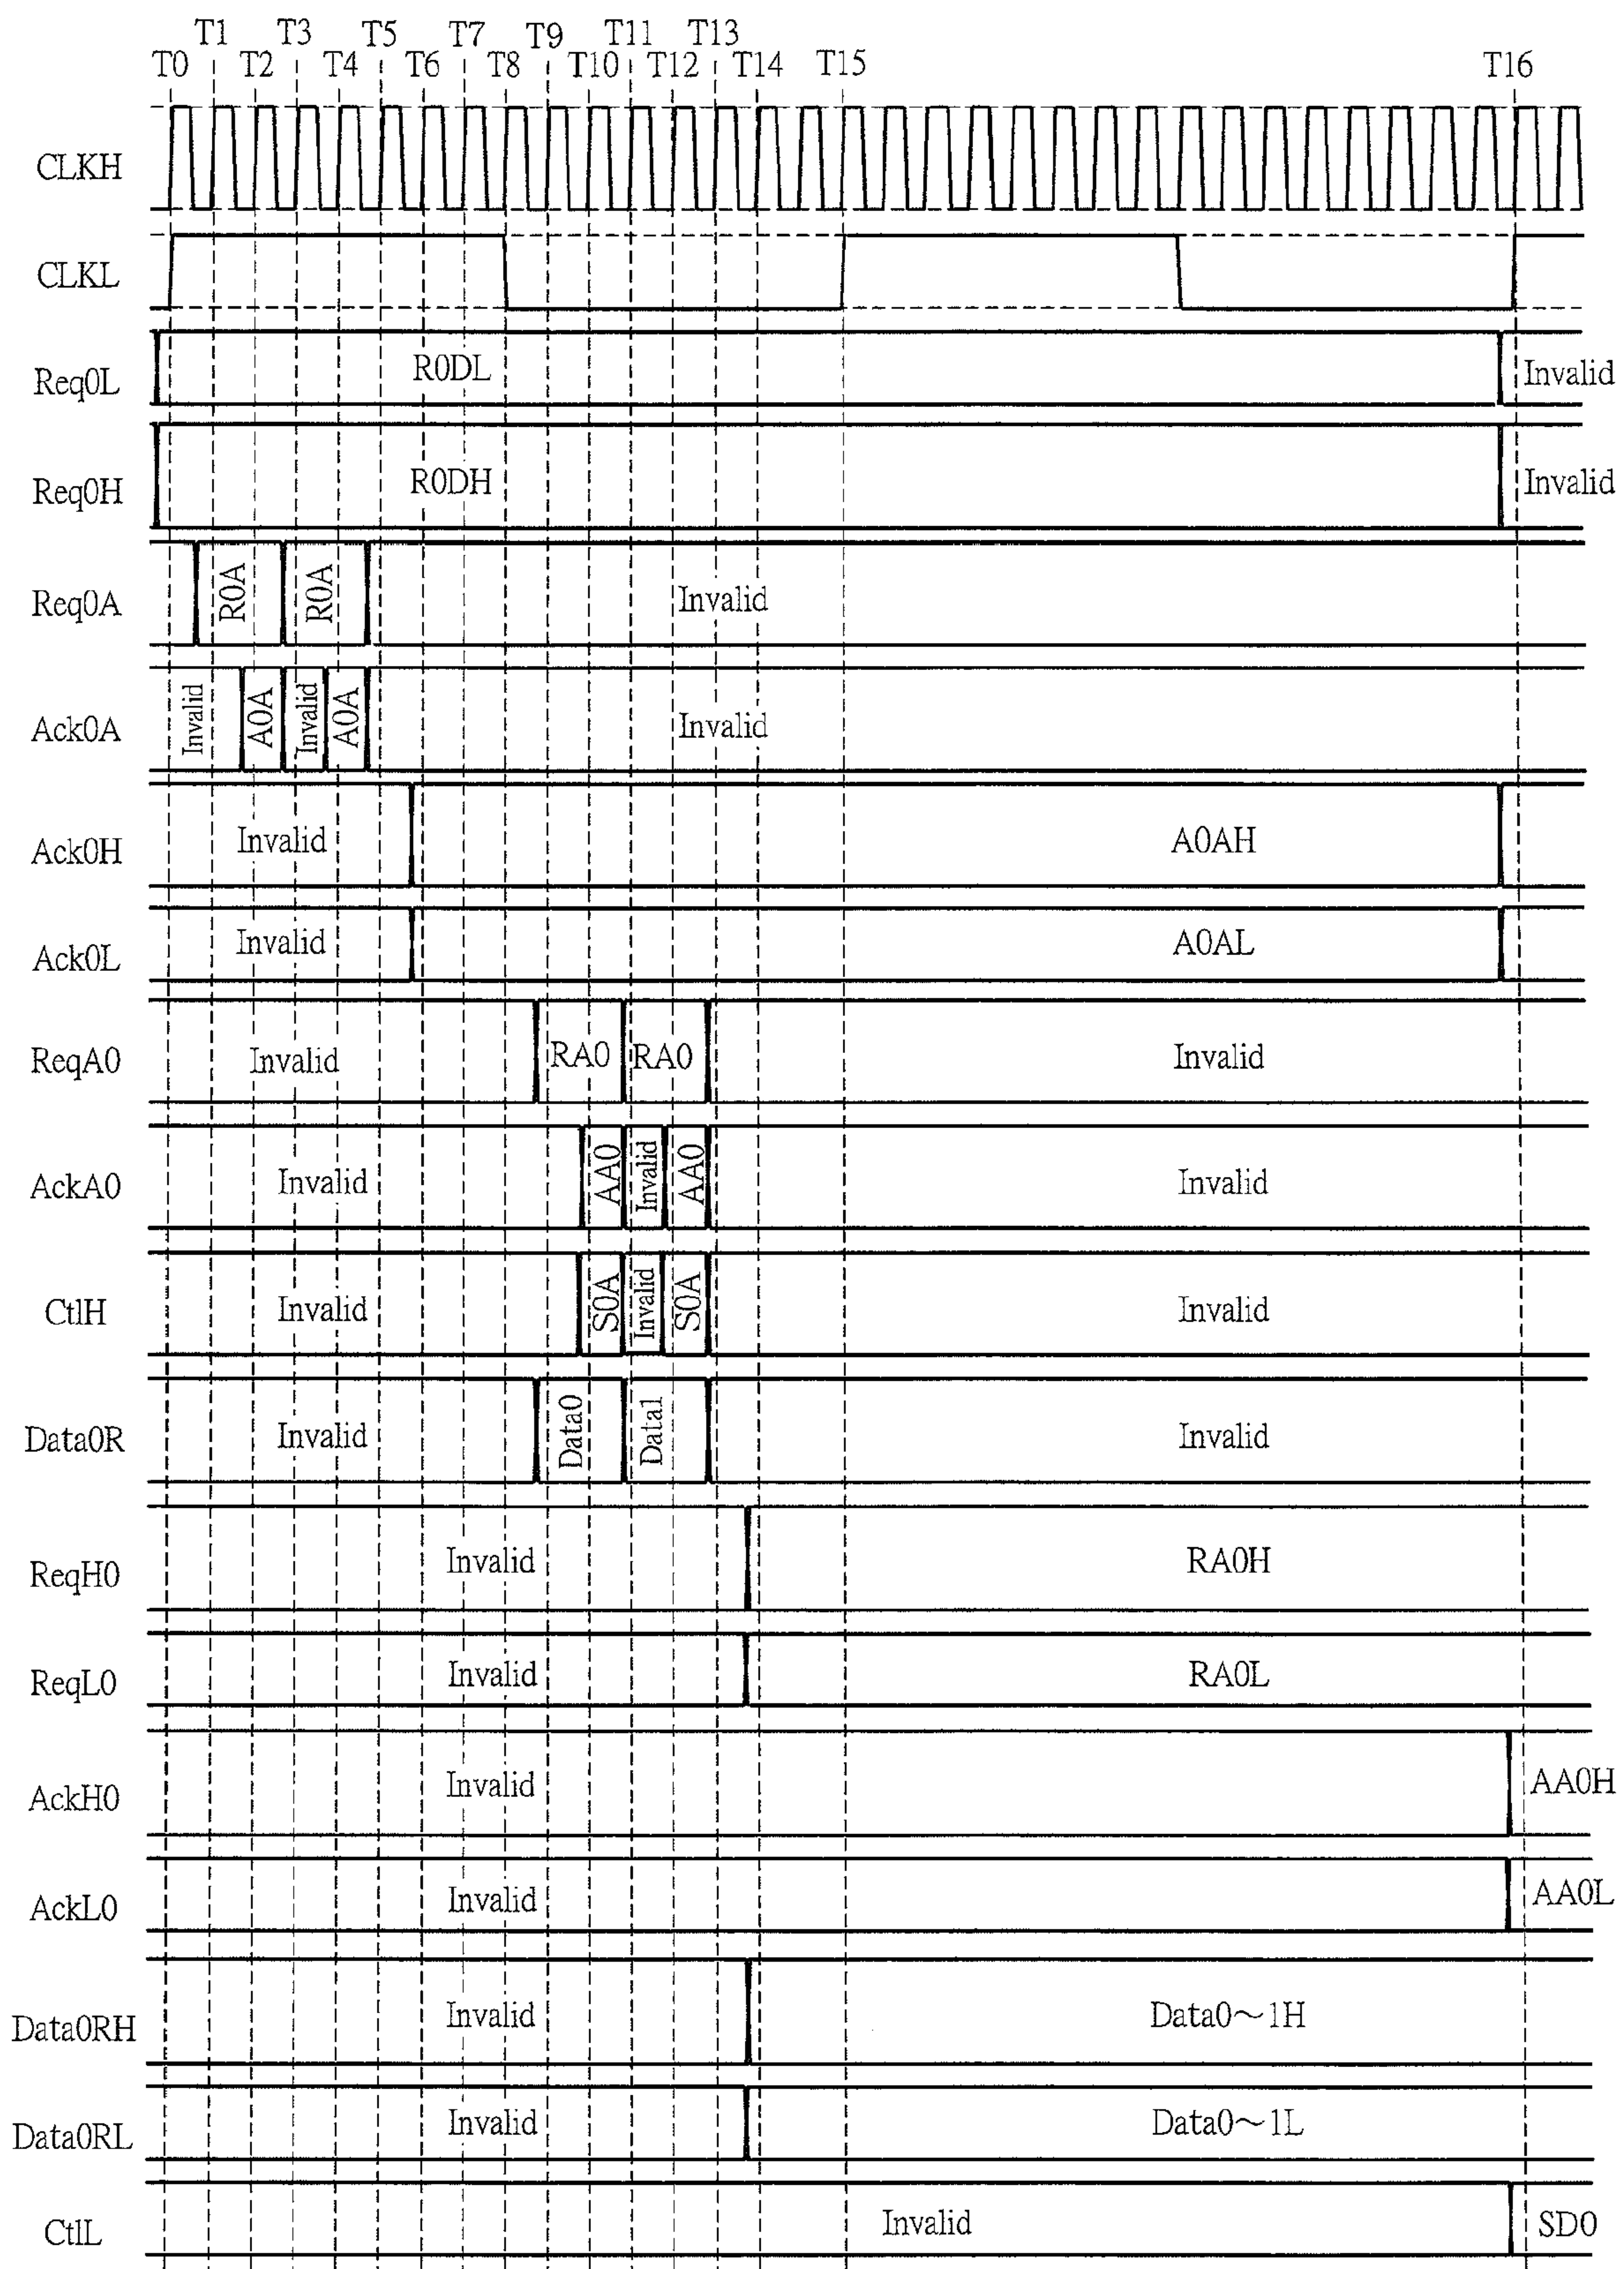 T1 T3 T5 T7 T9 T11 T13
T0 T2 T4 T6 T8 T10 T12 T14 T15 T16
CLKH
CLKL
Req0L R0DL Invalid
Req0H R0DH Invalid
Req0A R0A R0A Invalid
Ack0A Invalid A0A Invalid A0A Invalid
Ack0H Invalid A0AH
Ack0L Invalid A0AL
ReqA0 Invalid RA0 RA0 Invalid
AckA0 Invalid AA0 Invalid AA0 Invalid
CtlH Invalid S0A Invalid S0A Invalid
Data0R Invalid Data0 Data1 Invalid
ReqH0 Invalid RA0H
ReqL0 Invalid RA0L
AckH0 Invalid AA0H
AckL0 Invalid AA0L
Data0RH Invalid Data0～1H
Data0RL Invalid Data0～1L
CtlL Invalid SD0